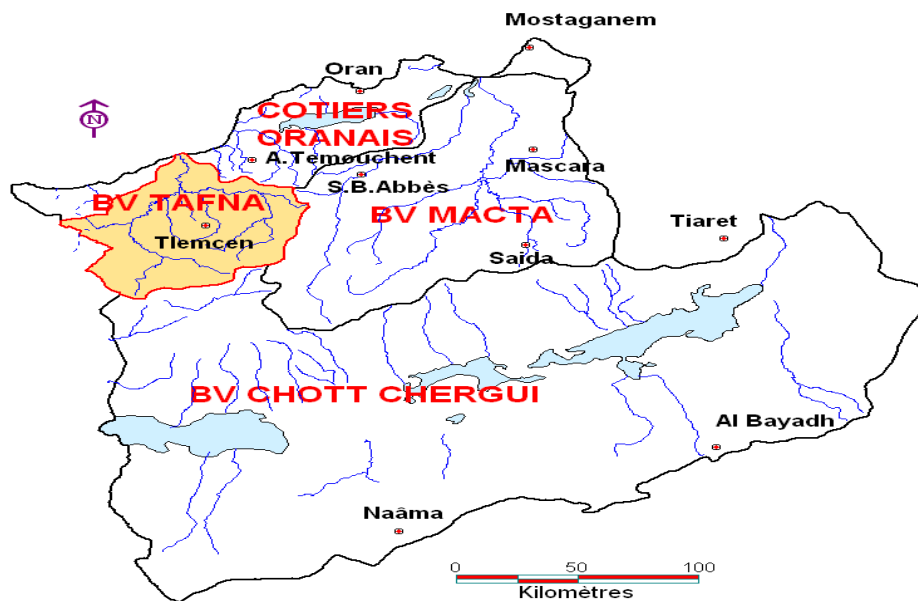 Mostaganem
Oran
COTIERS
ORANAIS
N
A.Temouchent
Mascara
S.B.Abbès
BV TAFNA
BV MACTA
Tiaret
Tlemcen
Saida
BV CHOTT CHERGUI
Al Bayadh
Naâma
0 50 100
Kilomètres